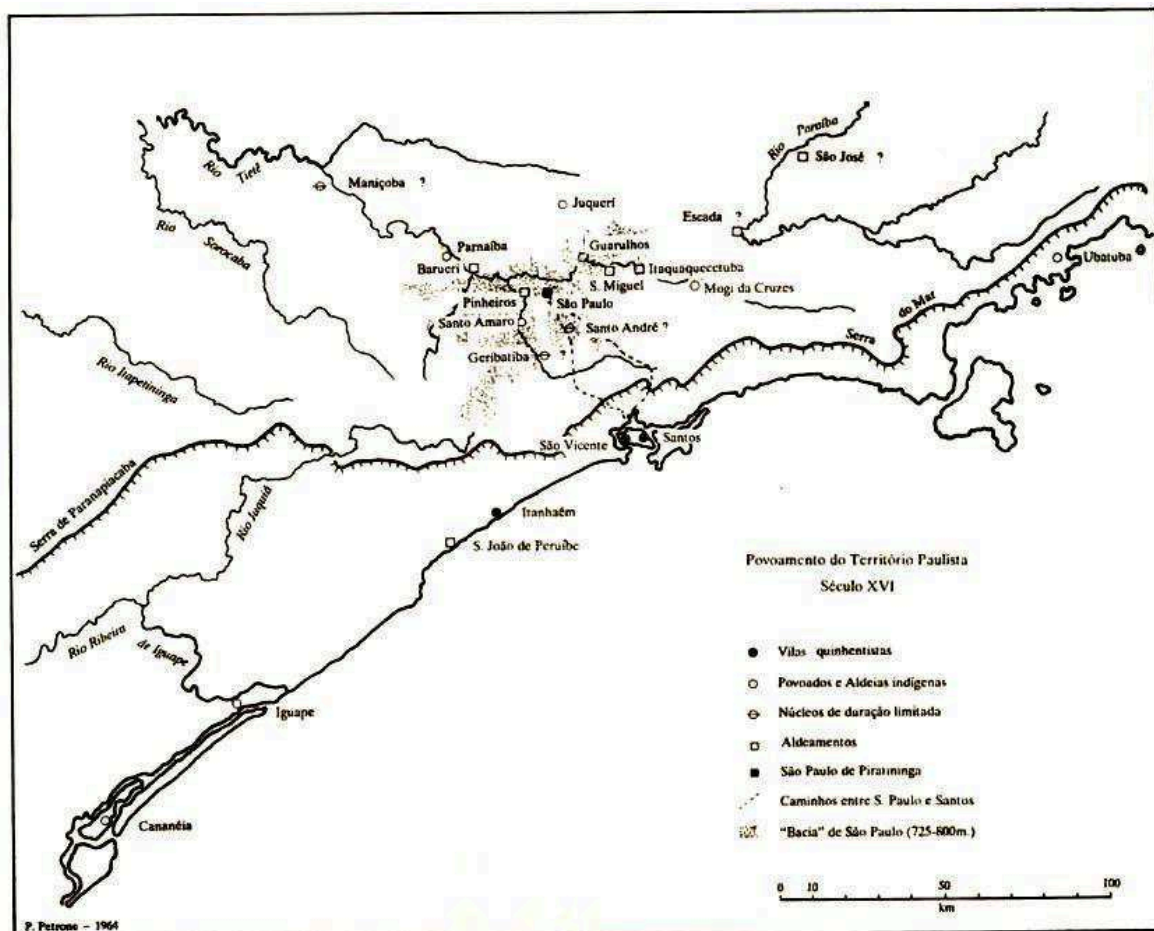 Rio Paraíba
São José ?
Rio Tietê
Maniçoba ?
Juquerí
Escada ?
Rio Sorocaba
Parnaíba
Guarulhos
Barueri
Itaquaquecetuba
S. Miguel
Ubatuba
Pinheiros
São Paulo
Mogi da Cruzes
Santo Amaro
Santo André ?
Serra do Mar
Geribatiba ?
Rio Itapetininga
São Vicente
Santos
Serra de Paranapiacaba
Rio Juquiá
Itanhaém
S. João de Peruíbe
Povoamento do Território Paulista
Século XVI
Rio Ribeira de Iguape
Vilas quinhentistas
Povoados e Aldeias indígenas
Iguape
Núcleos de duração limitada
Aldeamentos
São Paulo de Piratininga
Caminhos entre S. Paulo e Santos
Cananéia
"Bacia" de São Paulo (725-800m.)
0 10 50 100
km
P. Petrone – 1964